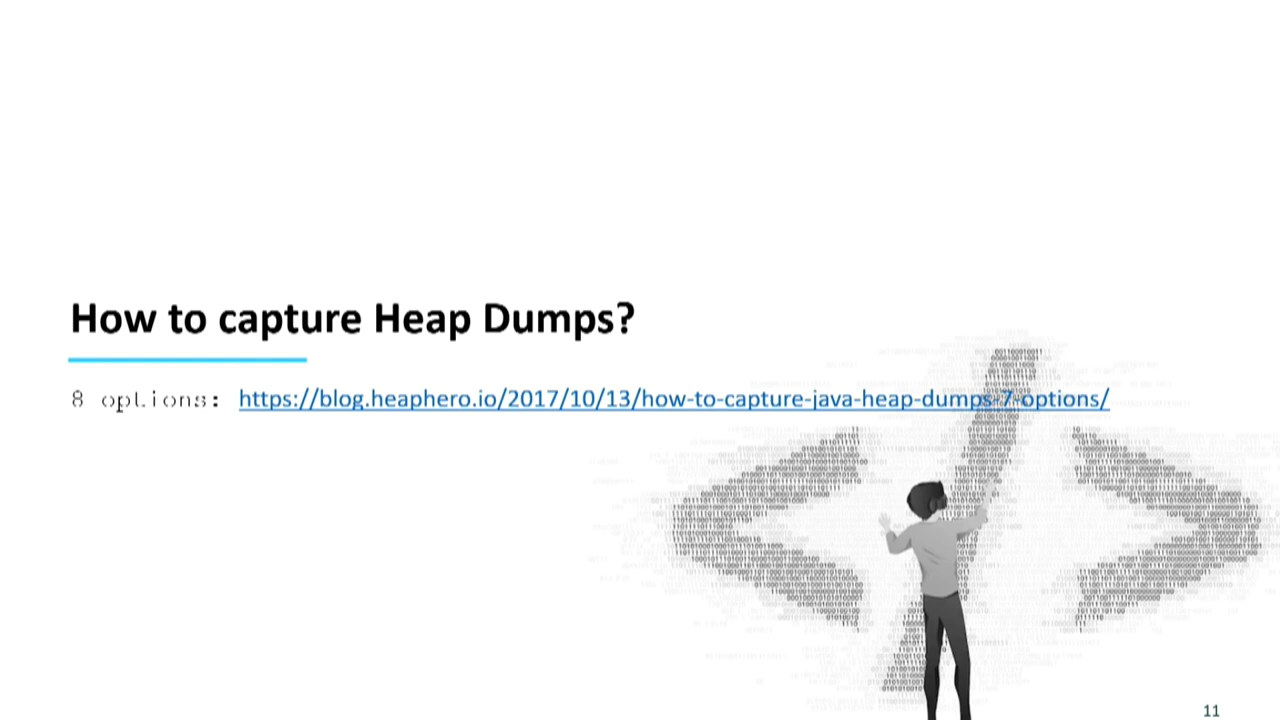 How to capture Heap Dumps?
8 options: https://blog.heaphero.io/2017/10/13/how-to-capture-java-heap-dumps-7-options/
11